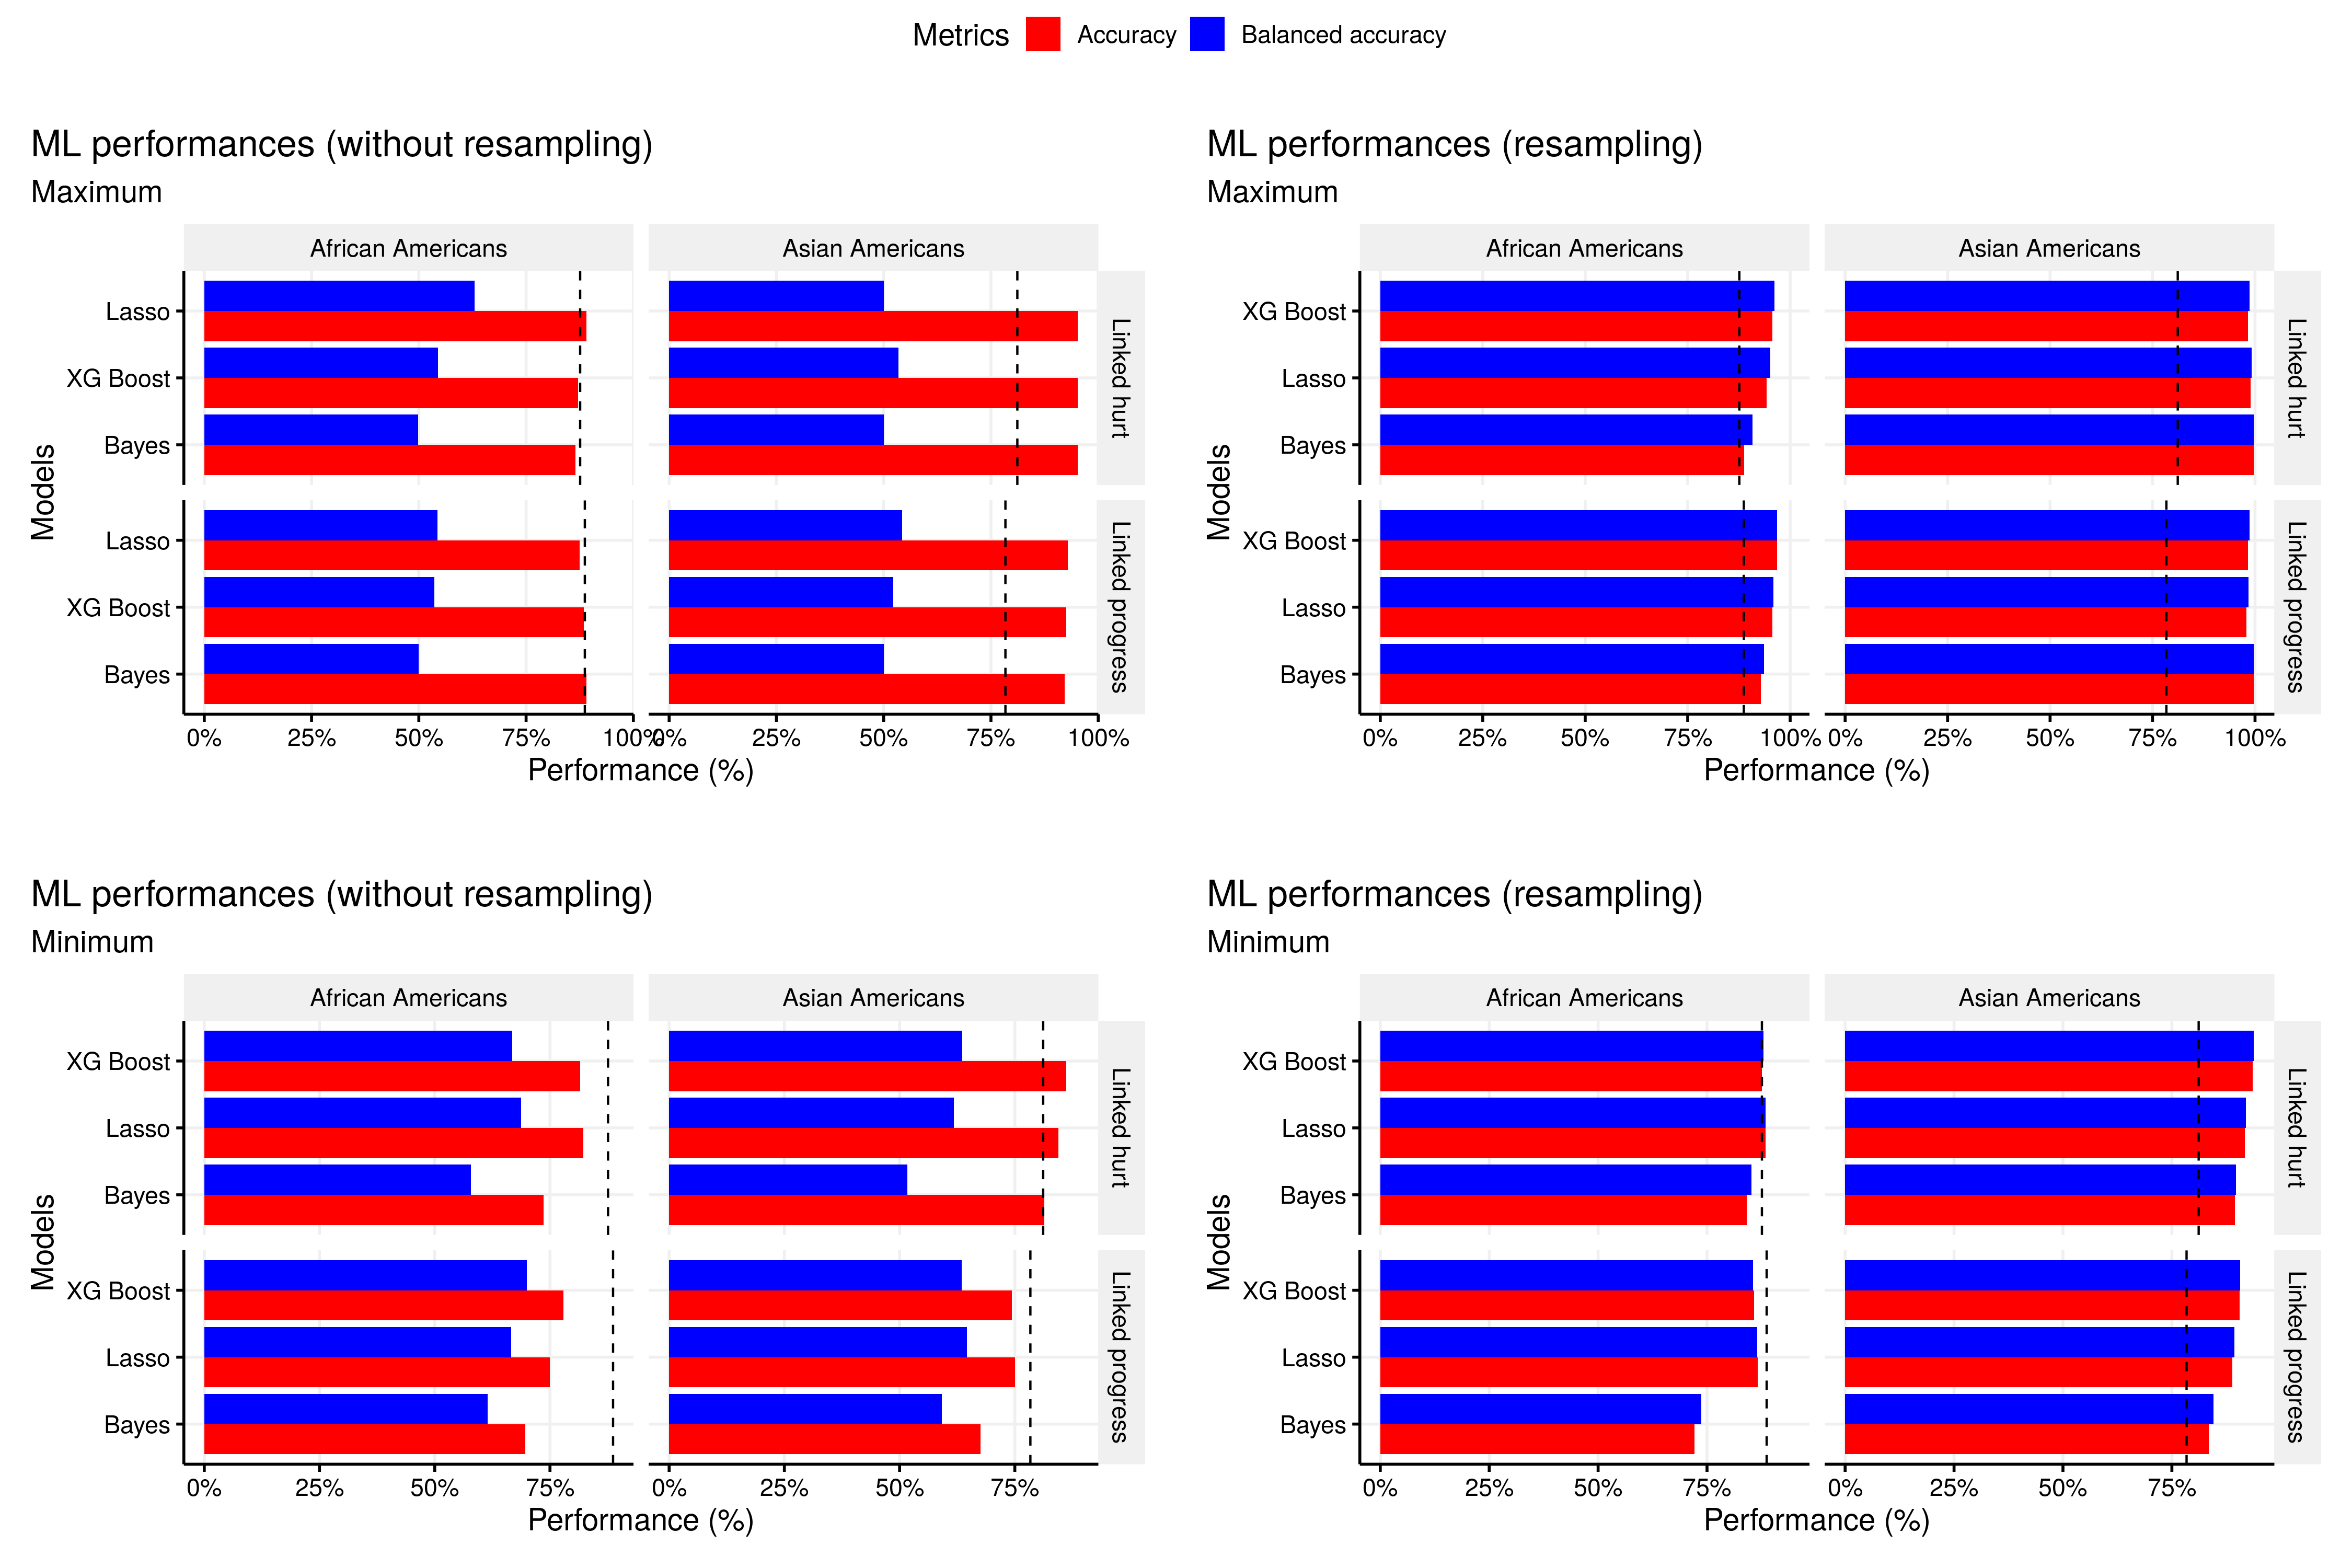 Metrics Accuracy Balanced accuracy
ML performances (without resampling)
Maximum
African Americans Asian Americans
Lasso
XG Boost
Bayes
Linked hurt
Lasso
XG Boost
Bayes
Linked progress
Models
0% 25% 50% 75% 100% 0% 25% 50% 75% 100%
Performance (%)
ML performances (resampling)
Maximum
African Americans Asian Americans
XG Boost
Lasso
Bayes
Linked hurt
XG Boost
Lasso
Bayes
Linked progress
Models
0% 25% 50% 75% 100% 0% 25% 50% 75% 100%
Performance (%)
ML performances (without resampling)
Minimum
African Americans Asian Americans
XG Boost
Lasso
Bayes
Linked hurt
XG Boost
Lasso
Bayes
Linked progress
Models
0% 25% 50% 75% 0% 25% 50% 75%
Performance (%)
ML performances (resampling)
Minimum
African Americans Asian Americans
XG Boost
Lasso
Bayes
Linked hurt
XG Boost
Lasso
Bayes
Linked progress
Models
0% 25% 50% 75% 0% 25% 50% 75%
Performance (%)